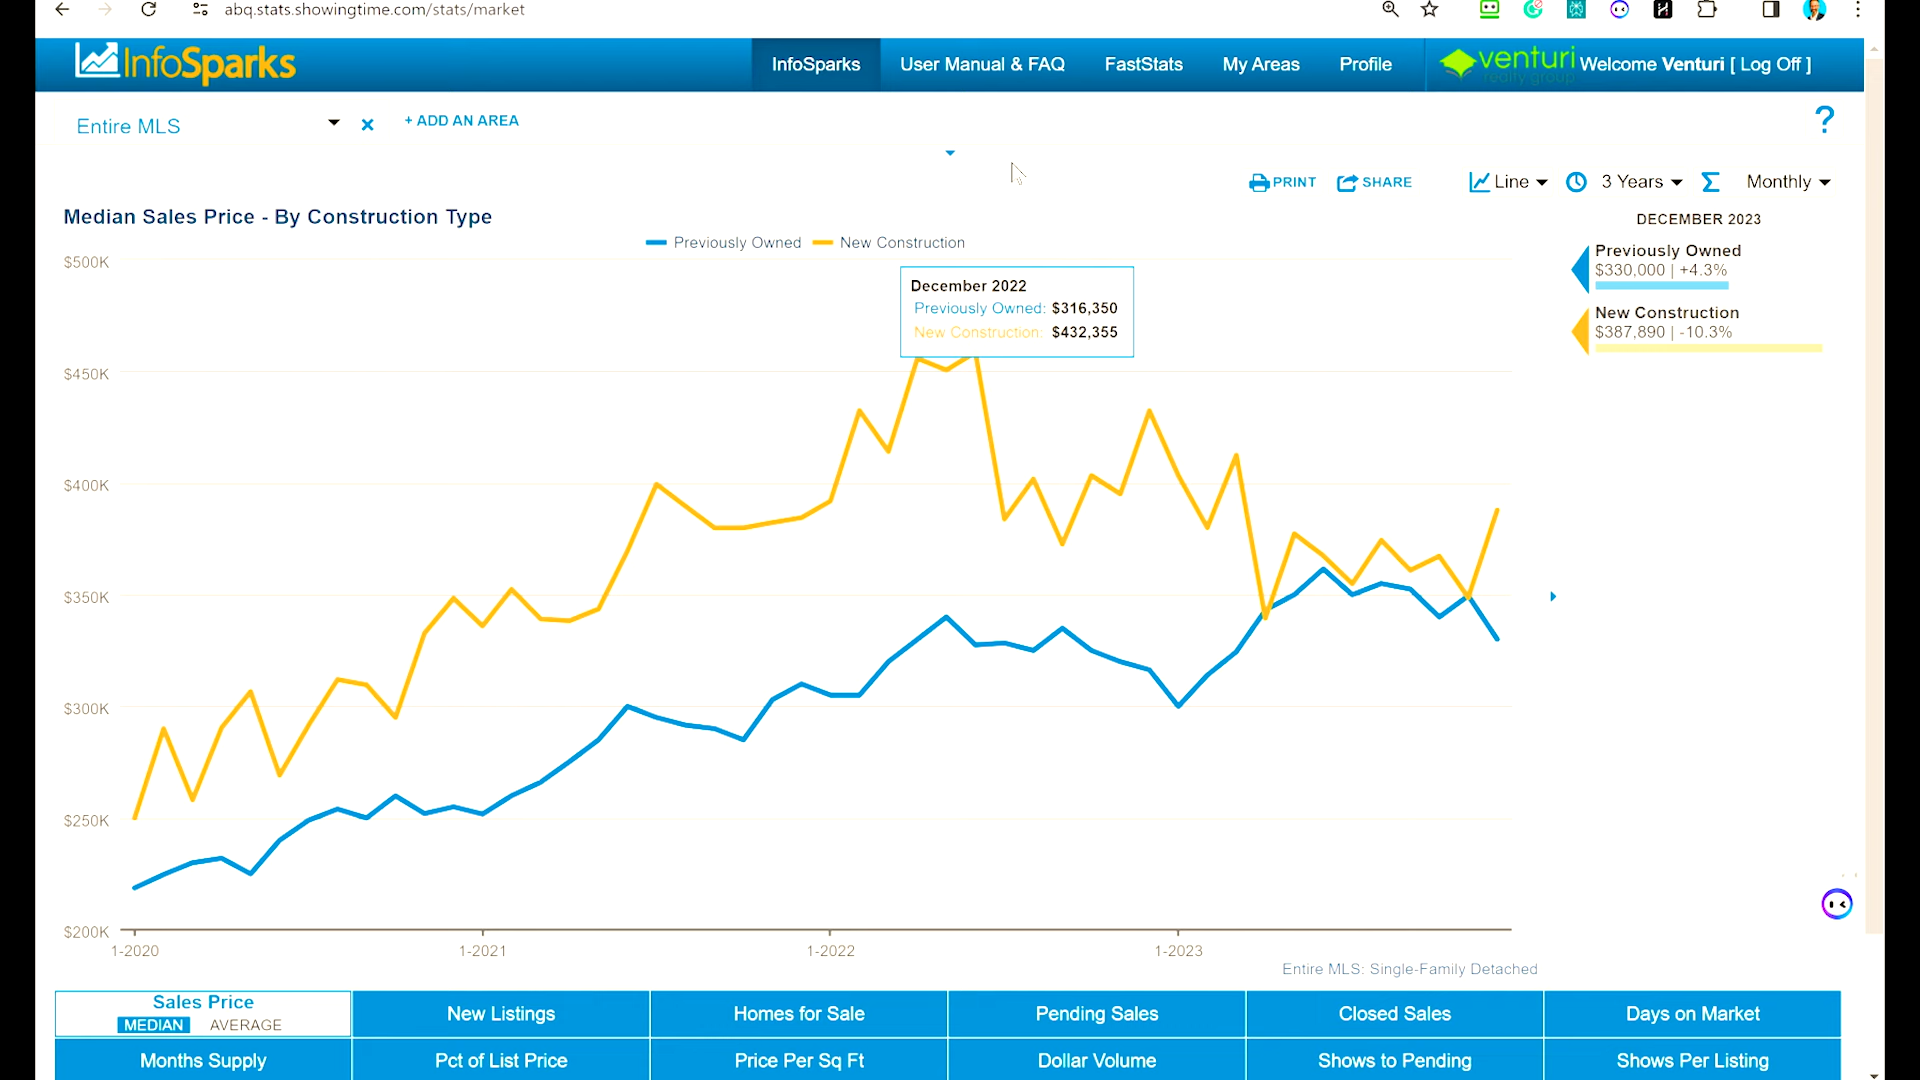 abq.stats.showingtime.com/stats/market
InfoSparks
InfoSparks
User Manual & FAQ
FastStats
My Areas
Profile
venturi
realty group
Welcome Venturi [ Log Off ]
Entire MLS
+ ADD AN AREA
?
PRINT
SHARE
Line
3 Years
Σ
Monthly
Median Sales Price - By Construction Type
DECEMBER 2023
Previously Owned
New Construction
Previously Owned
$330,000 | +4.3%
New Construction
$387,890 | -10.3%
December 2022
Previously Owned: $316,350
New Construction: $432,355
$500K
$450K
$400K
$350K
$300K
$250K
$200K
1-2020
1-2021
1-2022
1-2023
Entire MLS: Single-Family Detached
Sales Price
MEDIAN AVERAGE
New Listings
Homes for Sale
Pending Sales
Closed Sales
Days on Market
Months Supply
Pct of List Price
Price Per Sq Ft
Dollar Volume
Shows to Pending
Shows Per Listing